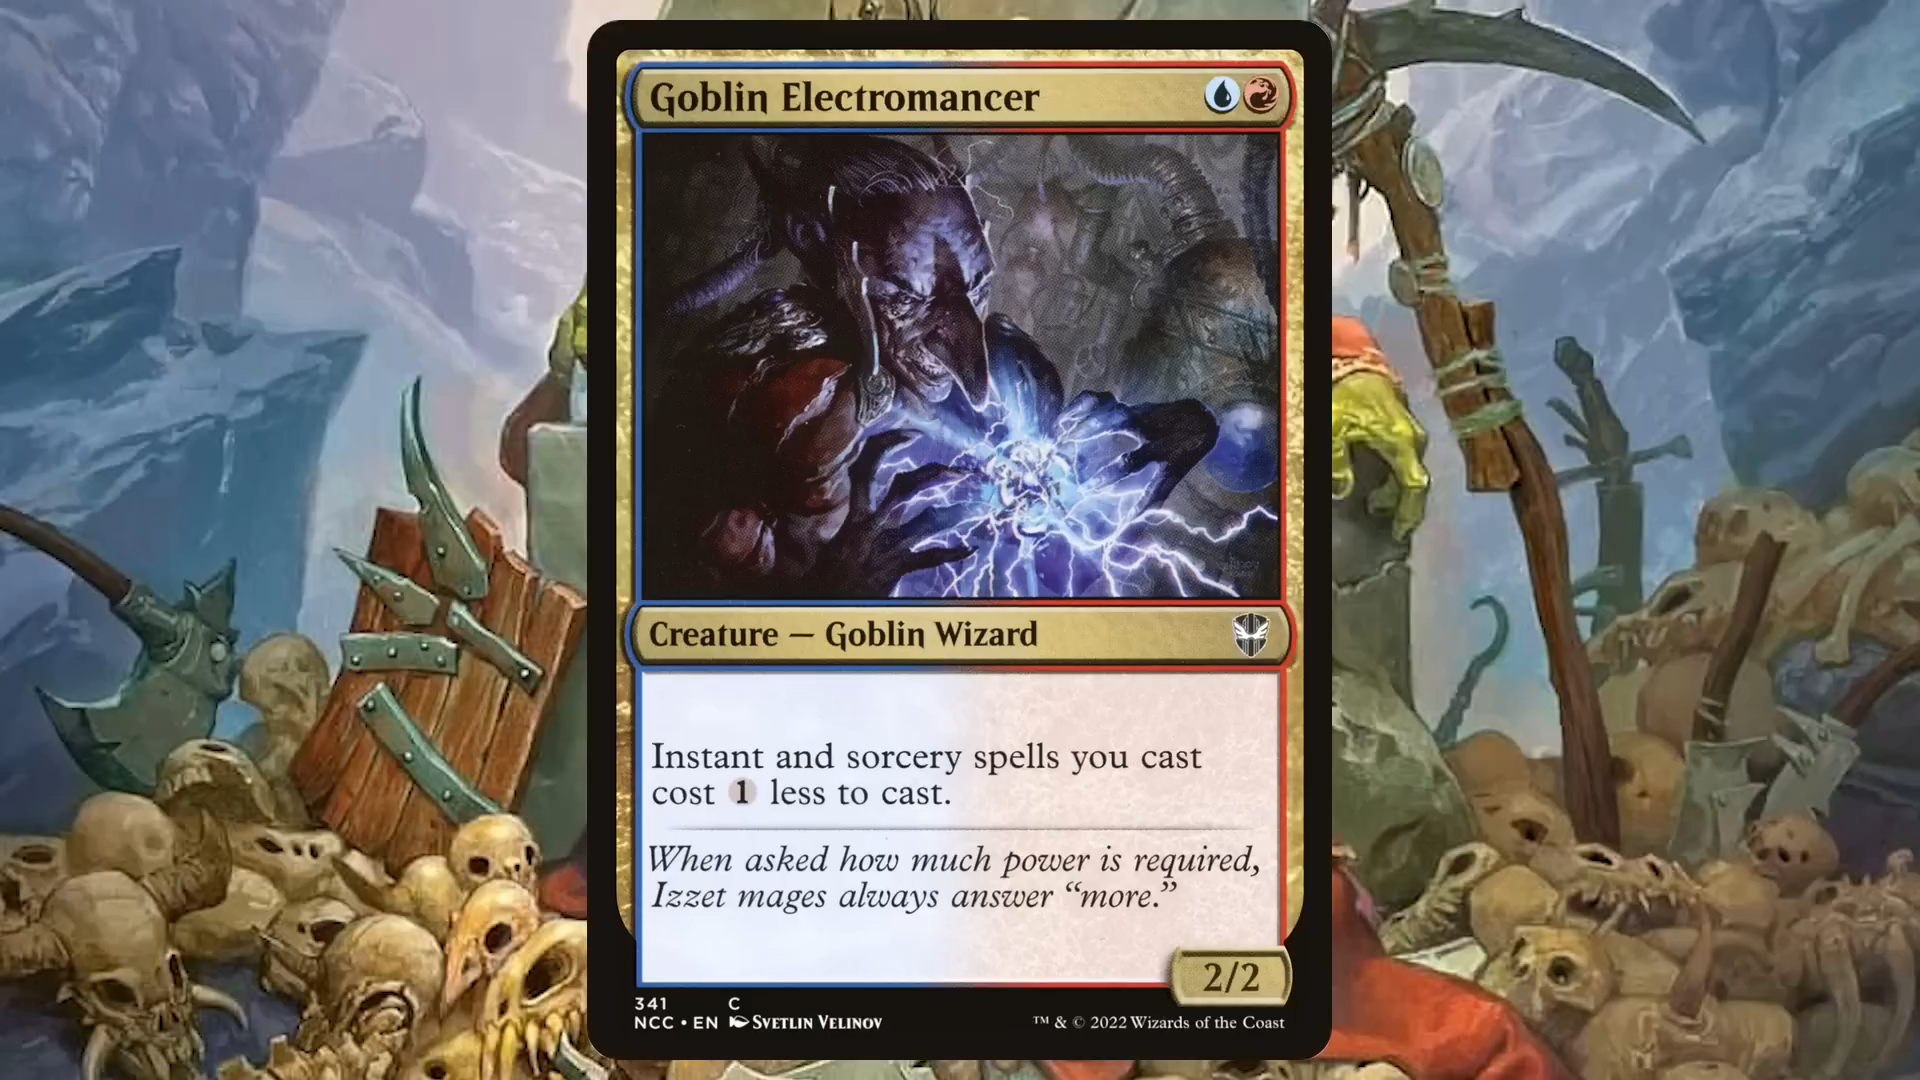 Goblin Electromancer
Creature — Goblin Wizard
Instant and sorcery spells you cast
cost 1 less to cast.
When asked how much power is required,
Izzet mages always answer “more.”
2/2
341 C
NCC • EN Svetlin Velinov
™ & © 2022 Wizards of the Coast